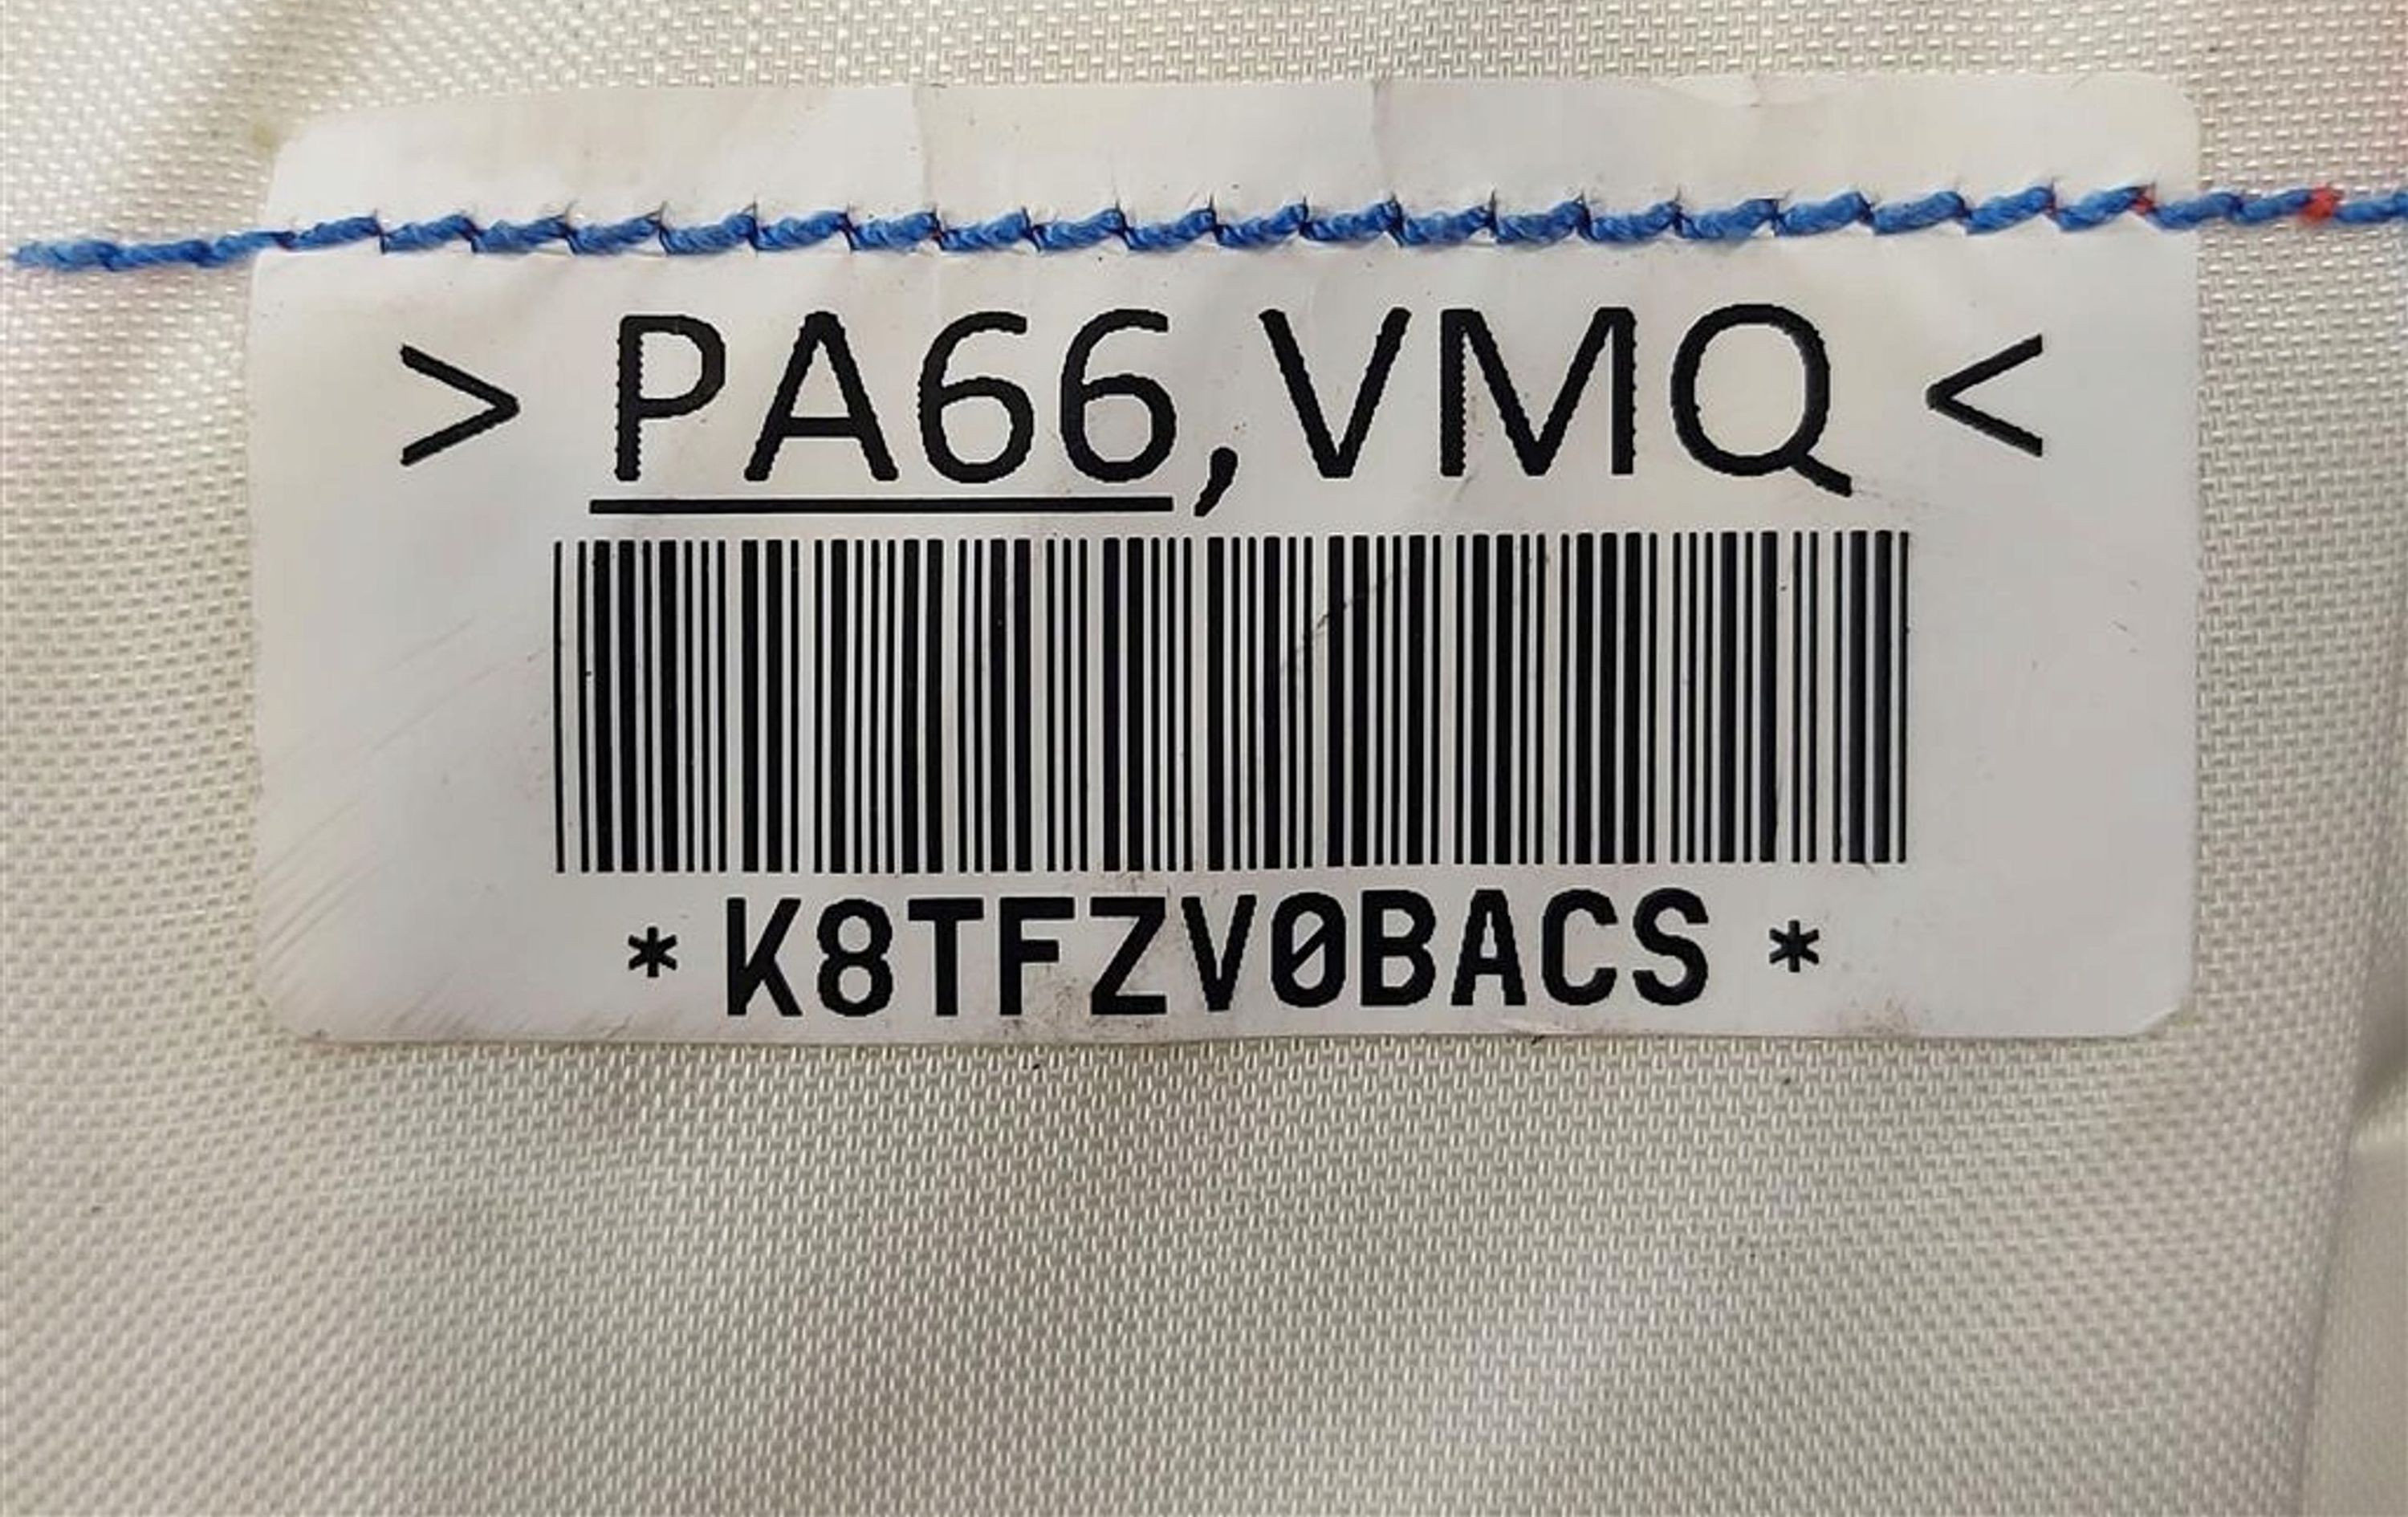 > PA66,VMQ <
* K8TFZV0BACS *